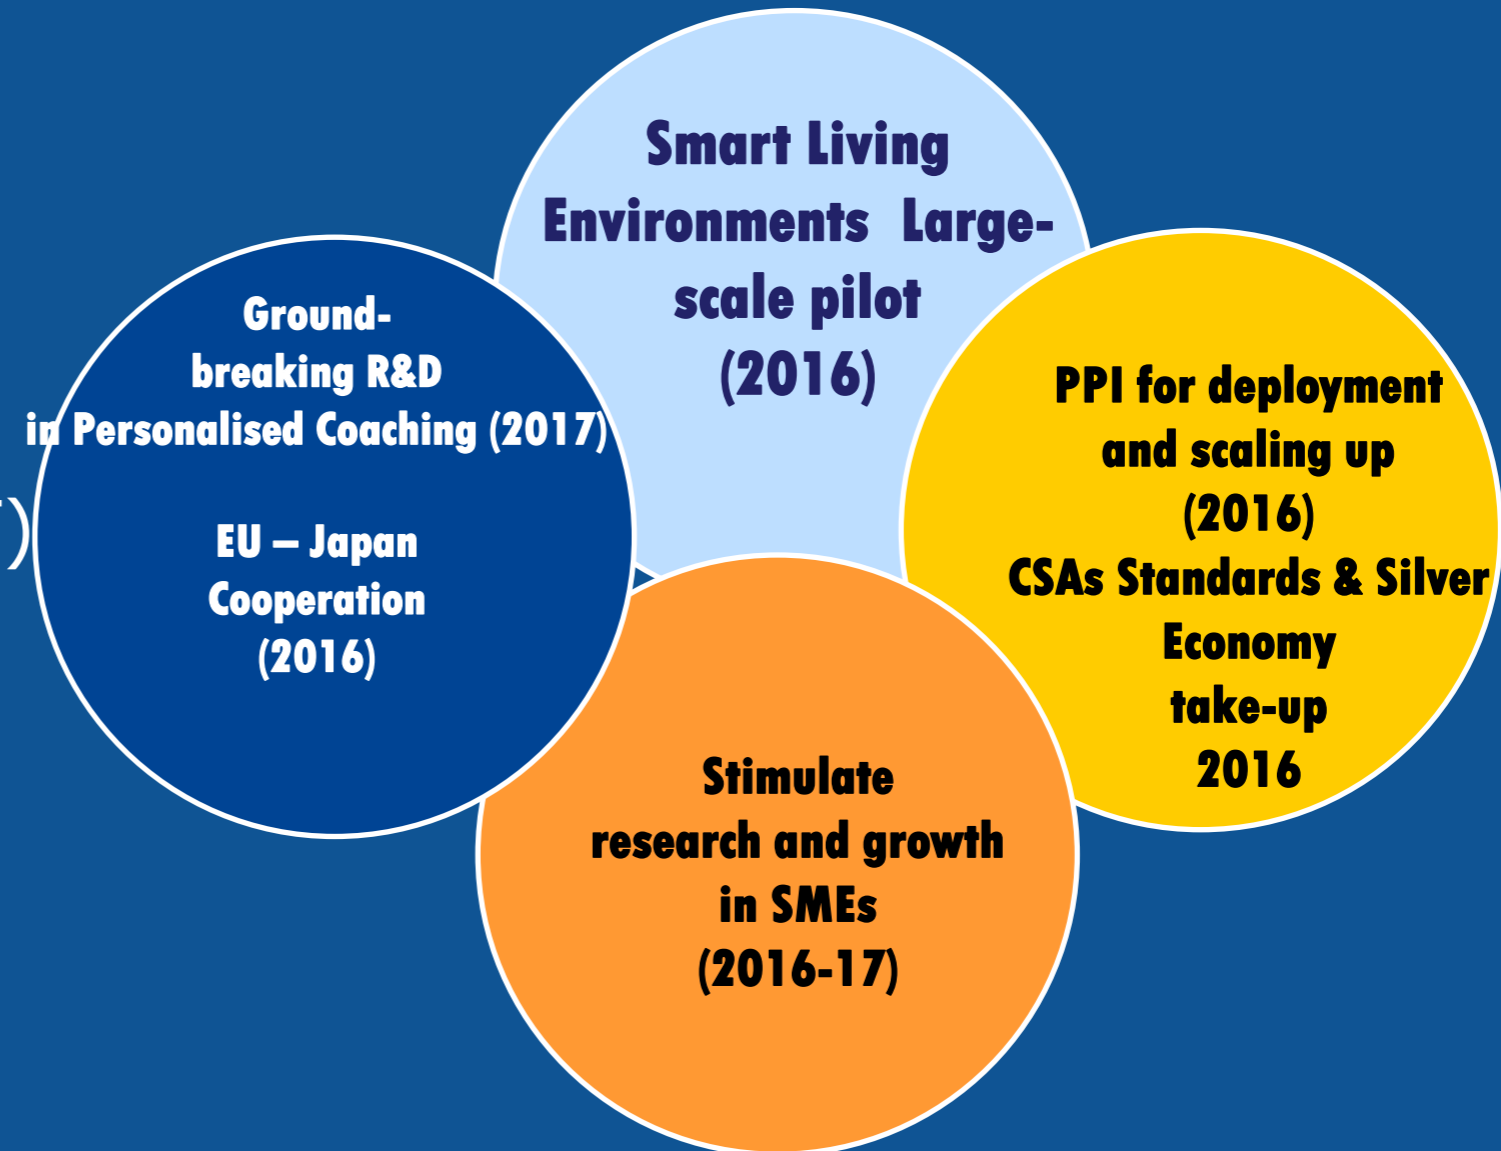 Smart Living
Environments Large-
scale pilot
(2016)
Ground-
breaking R&D
in Personalised Coaching (2017)
EU – Japan
Cooperation
(2016)
PPI for deployment
and scaling up
(2016)
CSAs Standards & Silver
Economy
take-up
2016
Stimulate
research and growth
in SMEs
(2016-17)